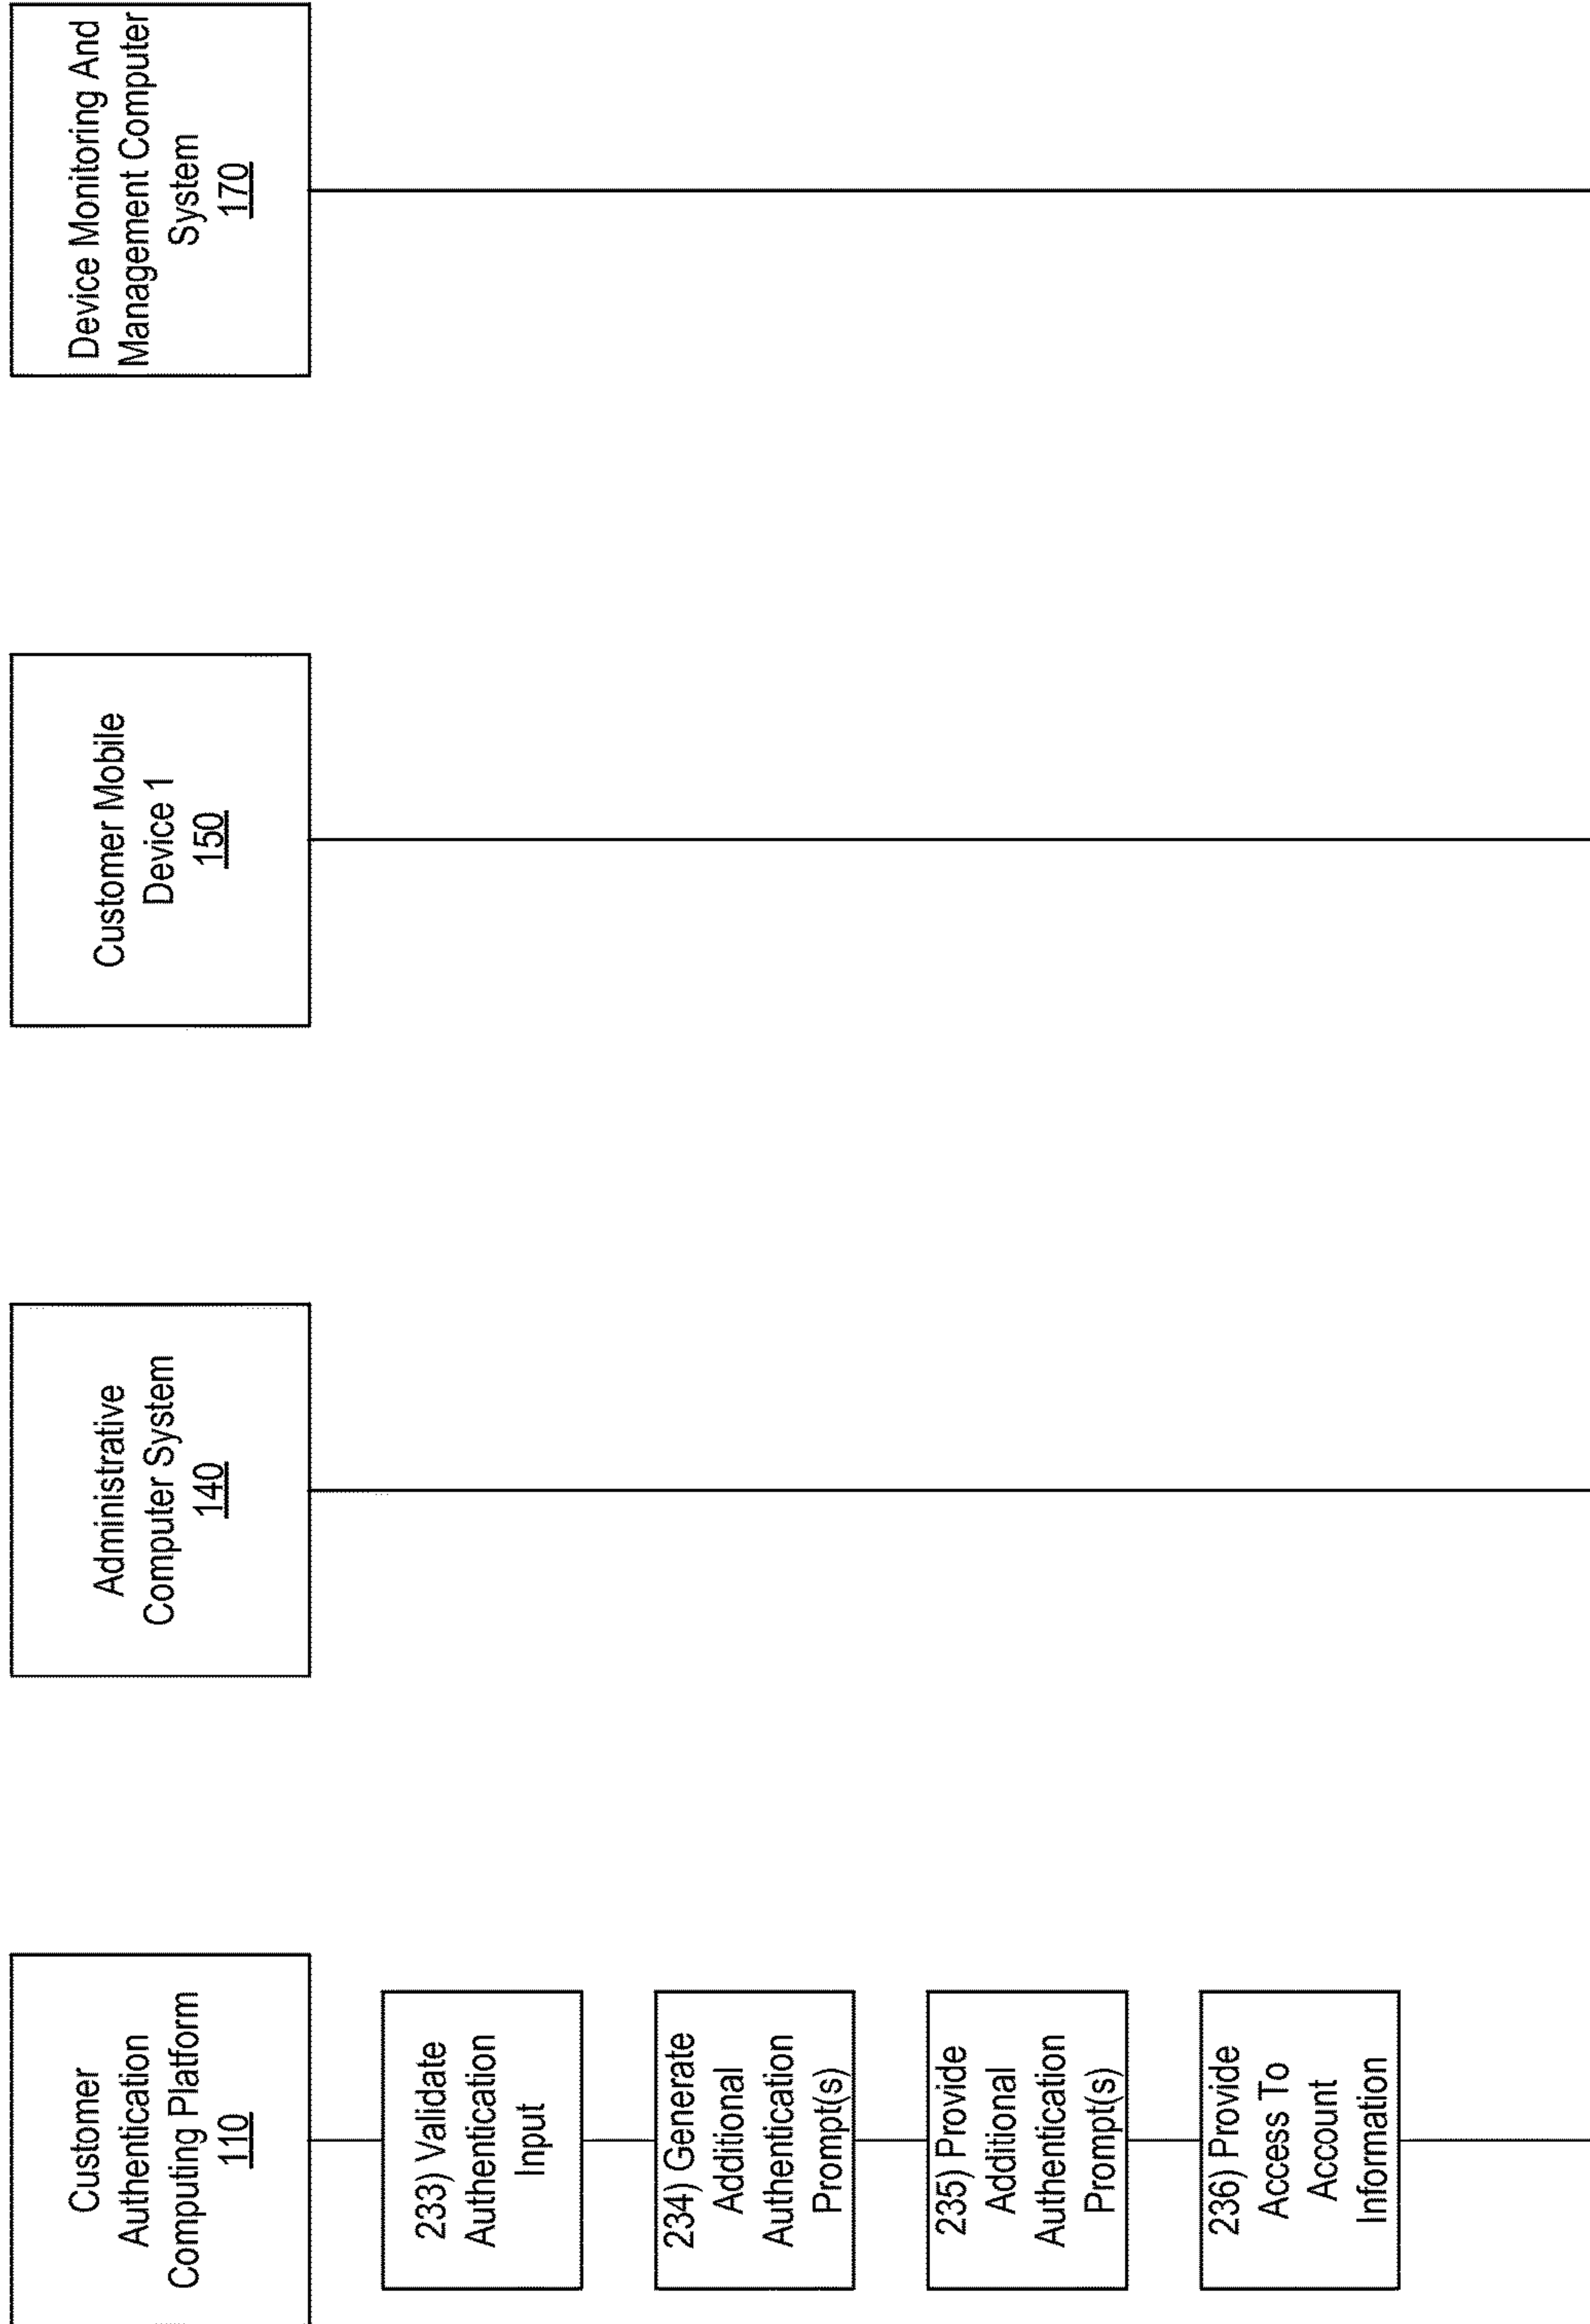 Customer
Authentication
Computing Platform
110
Administrative
Computer System
140
Customer Mobile
Device 1
150
Device Monitoring And
Management Computer
System
170
233) Validate
Authentication
Input
234) Generate
Additional
Authentication
Prompt(s)
235) Provide
Additional
Authentication
Prompt(s)
236) Provide
Access To
Account
Information